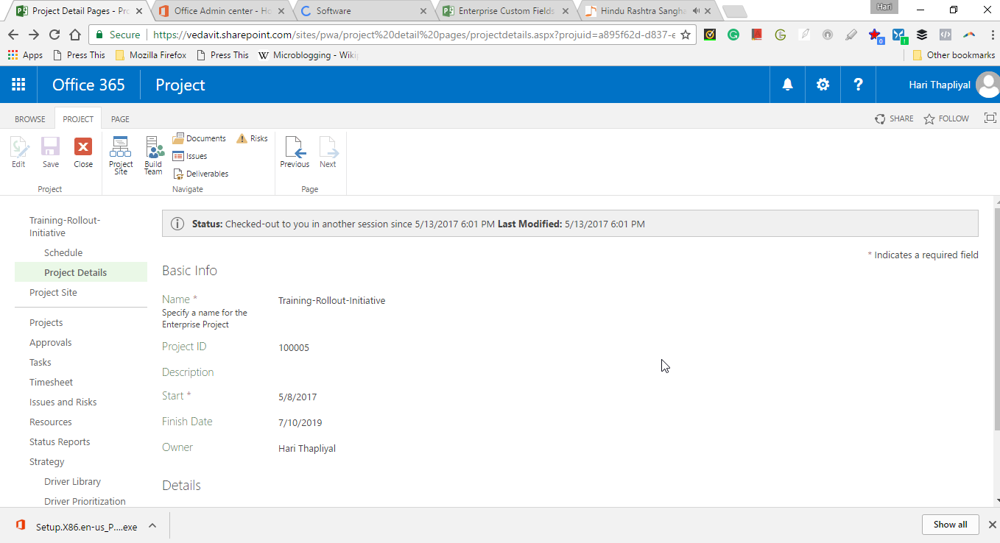 Project Detail Pages - Pro
Office Admin center - Ho
Software
Enterprise Custom Fields
Hindu Rashtra Sangha
Hari
Secure
https://vedavit.sharepoint.com/sites/pwa/project%20detail%20pages/projectdetails.aspx?projuid=a895f62d-d837-e
Apps
Press This
Mozilla Firefox
Press This
Microblogging - Wikip
Other bookmarks
Office 365
Project
Hari Thapliyal
BROWSE
PROJECT
PAGE
SHARE
FOLLOW
Edit
Save
Close
Project
Site
Build
Team
Documents
Risks
Issues
Deliverables
Previous
Next
Project
Navigate
Page
Training-Rollout-
Initiative
Schedule
Project Details
Project Site
Projects
Approvals
Tasks
Timesheet
Issues and Risks
Resources
Status Reports
Strategy
Driver Library
Driver Prioritization
Status: Checked-out to you in another session since 5/13/2017 6:01 PM Last Modified: 5/13/2017 6:01 PM
* Indicates a required field
Basic Info
Name *
Specify a name for the
Enterprise Project
Training-Rollout-Initiative
Project ID
100005
Description
Start *
5/8/2017
Finish Date
7/10/2019
Owner
Hari Thapliyal
Details
Setup.X86.en-us_P....exe
Show all